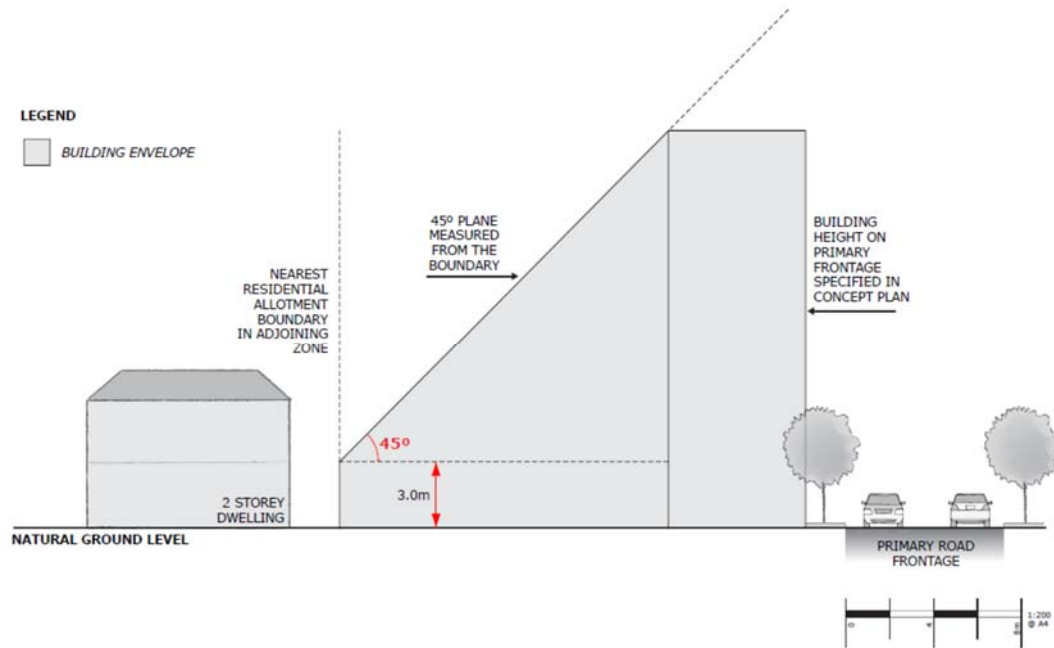 LEGEND
BUILDING ENVELOPE
45º PLANE
MEASURED
FROM THE
BOUNDARY
BUILDING
HEIGHT ON
PRIMARY
FRONTAGE
SPECIFIED IN
CONCEPT PLAN
NEAREST
RESIDENTIAL
ALLOTMENT
BOUNDARY
IN ADJOINING
ZONE
45º
3.0m
2 STOREY
DWELLING
NATURAL GROUND LEVEL
PRIMARY ROAD
FRONTAGE
0
4
8m
1:200
@ A4